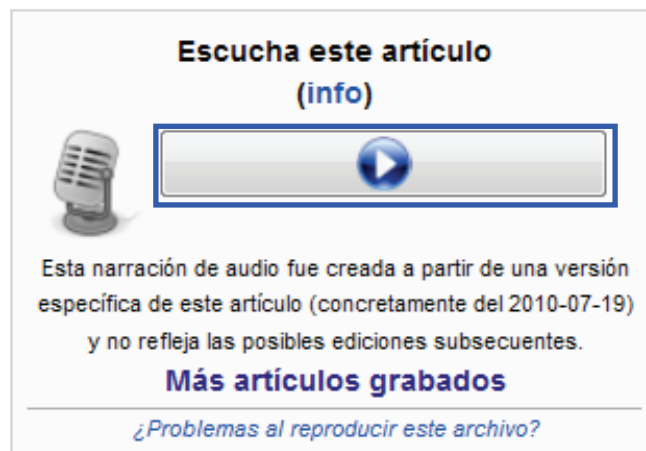 Escucha este artículo
(info)
Esta narración de audio fue creada a partir de una versión
específica de este artículo (concretamente del 2010-07-19)
y no refleja las posibles ediciones subsecuentes.
Más artículos grabados
¿Problemas al reproducir este archivo?